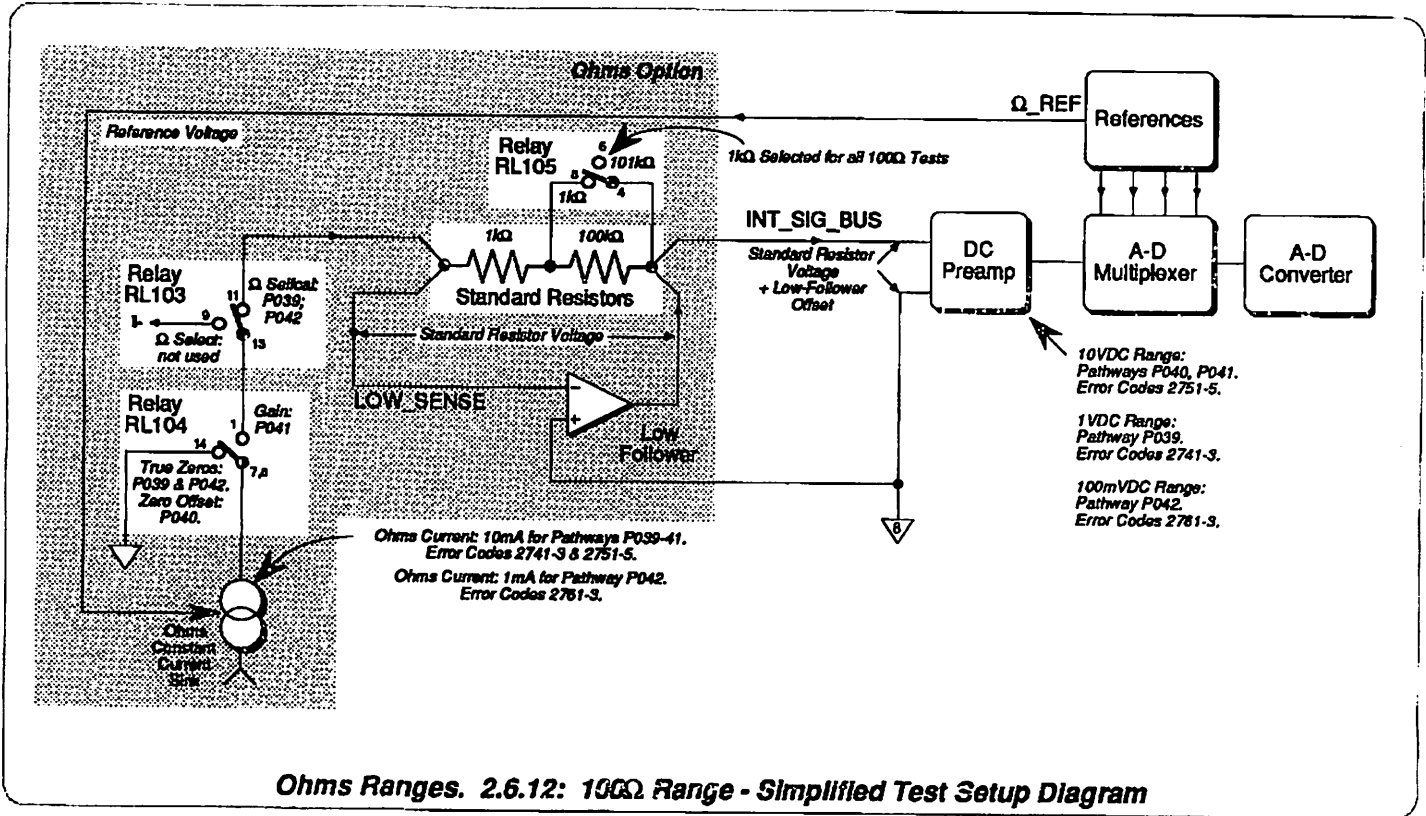 Ohms Option
Ω_REF
References
Reference Voltage
Relay
RL105
6
101kΩ
8
1kΩ
4
1kΩ Selected for all 100Ω Tests
1kΩ
100kΩ
Standard Resistors
INT_SIG_BUS
Standard Resistor
Voltage
+ Low-Follower
Offset
DC
Preamp
A-D
Multiplexer
A-D
Converter
Relay
RL103
11
Ω Selfcal:
P039;
P042
9
Ω Select:
not used
13
Standard Resistor Voltage
LOW_SENSE
-
+
Low
Follower
Relay
RL104
1
Gain:
P041
14
7,8
True Zeros:
P039 & P042.
Zero Offset:
P040.
10VDC Range:
Pathways P040, P041.
Error Codes 2751-5.
1VDC Range:
Pathway P039.
Error Codes 2741-3.
100mVDC Range:
Pathway P042.
Error Codes 2761-3.
8
Ohms Current: 10mA for Pathways P039-41.
Error Codes 2741-3 & 2751-5.
Ohms Current: 1mA for Pathway P042.
Error Codes 2761-3.
Ohms
Constant
Current
Sink
Ohms Ranges. 2.6.12: 100Ω Range - Simplified Test Setup Diagram